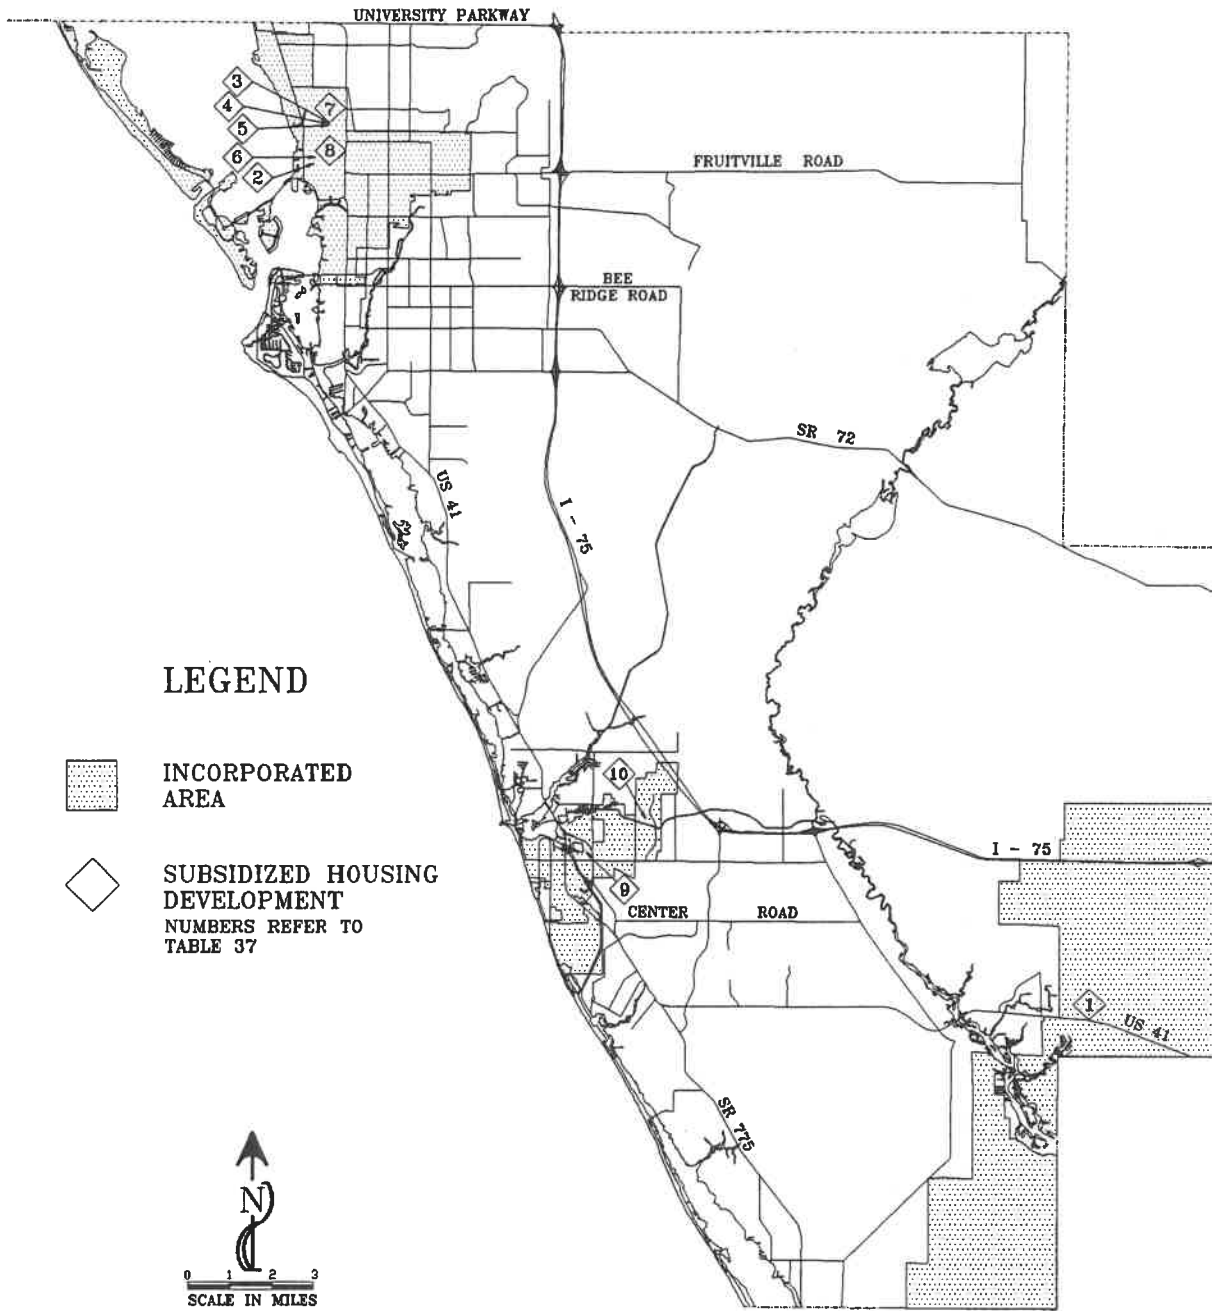 UNIVERSITY PARKWAY
3
4
7
5
8
6
2
FRUITVILLE ROAD
BEE
RIDGE ROAD
SR 72
US 41
I - 75
LEGEND
INCORPORATED
AREA
SUBSIDIZED HOUSING
DEVELOPMENT
NUMBERS REFER TO
TABLE 37
10
I - 75
9
CENTER ROAD
1
US 41
SR 775
N
0 1 2 3
SCALE IN MILES